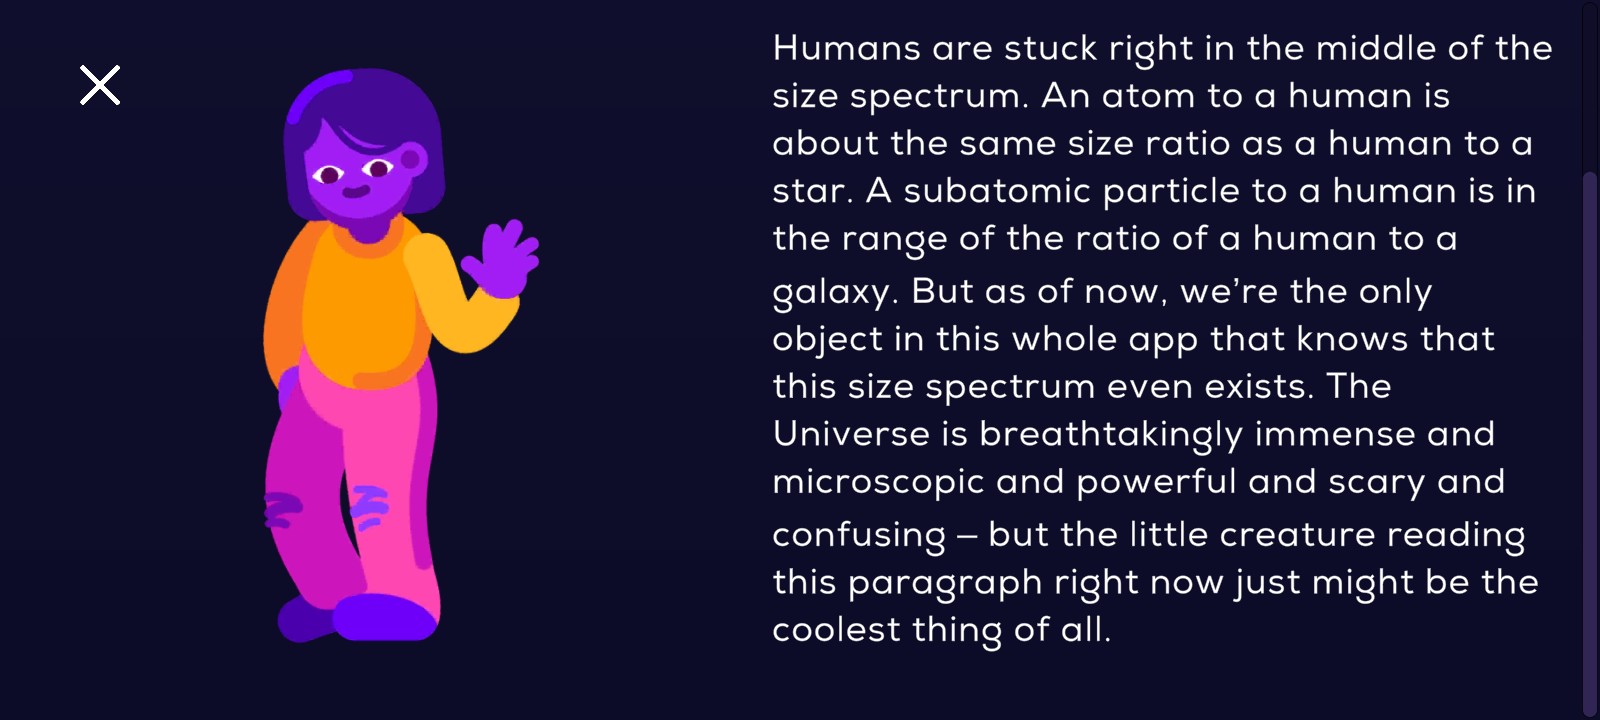 Humans are stuck right in the middle of the
size spectrum. An atom to a human is
about the same size ratio as a human to a
star. A subatomic particle to a human is in
the range of the ratio of a human to a
galaxy. But as of now, we’re the only
object in this whole app that knows that
this size spectrum even exists. The
Universe is breathtakingly immense and
microscopic and powerful and scary and
confusing – but the little creature reading
this paragraph right now just might be the
coolest thing of all.